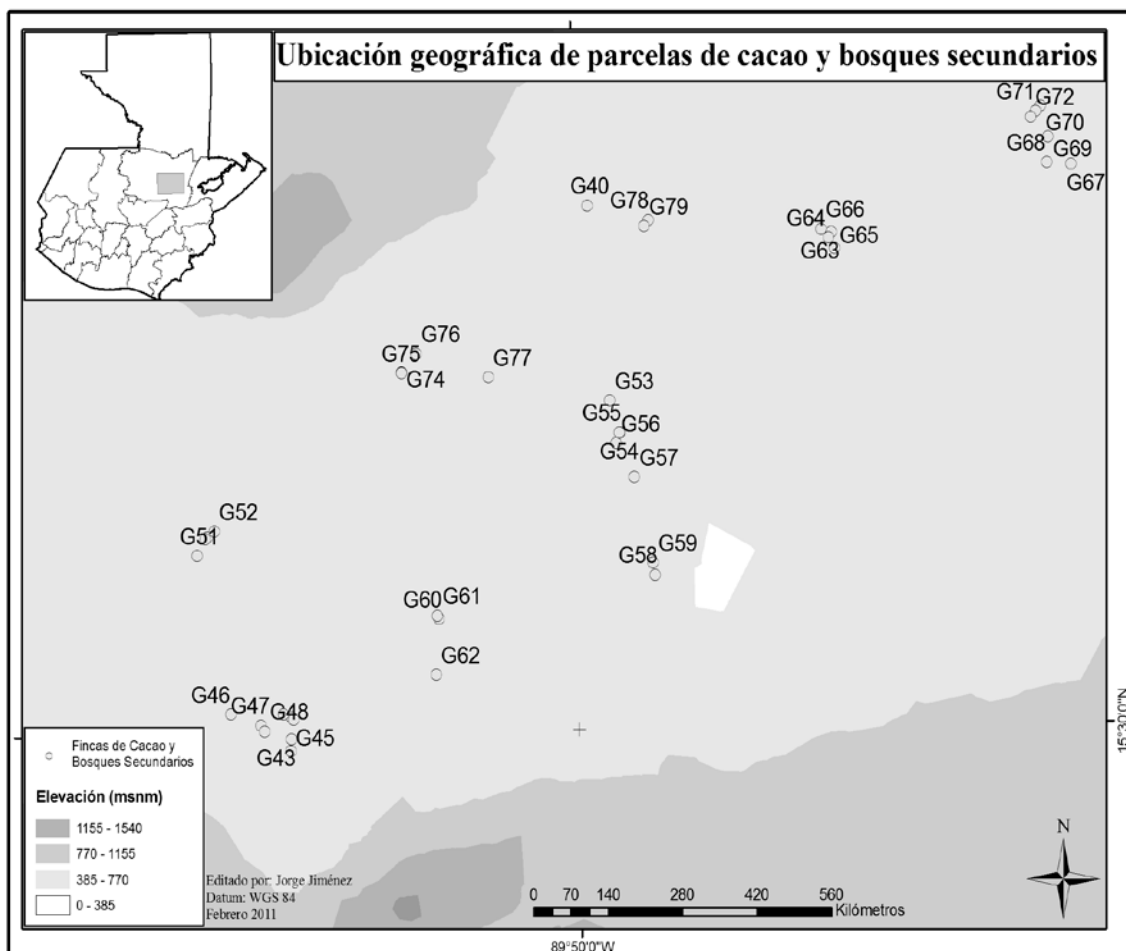 Ubicación geográfica de parcelas de cacao y bosques secundarios
G71 G72
G70
G68 G69
G67
G40 G78 G79
G64 G66
G65
G63
G76
G75 G77
G74
G53
G55 G56
G54 G57
G52
G51
G58 G59
G60 G61
G62
G46 G47 G48
G45
G43
Fincas de Cacao y
Bosques Secundarios
Elevación (msnm)
1155 - 1540
770 - 1155
385 - 770
0 - 385
Editado por: Jorge Jiménez
Datum: WGS 84
Febrero 2011
0 70 140 280 420 560
Kilómetros
N
15°30'0"N
89°50'0"W